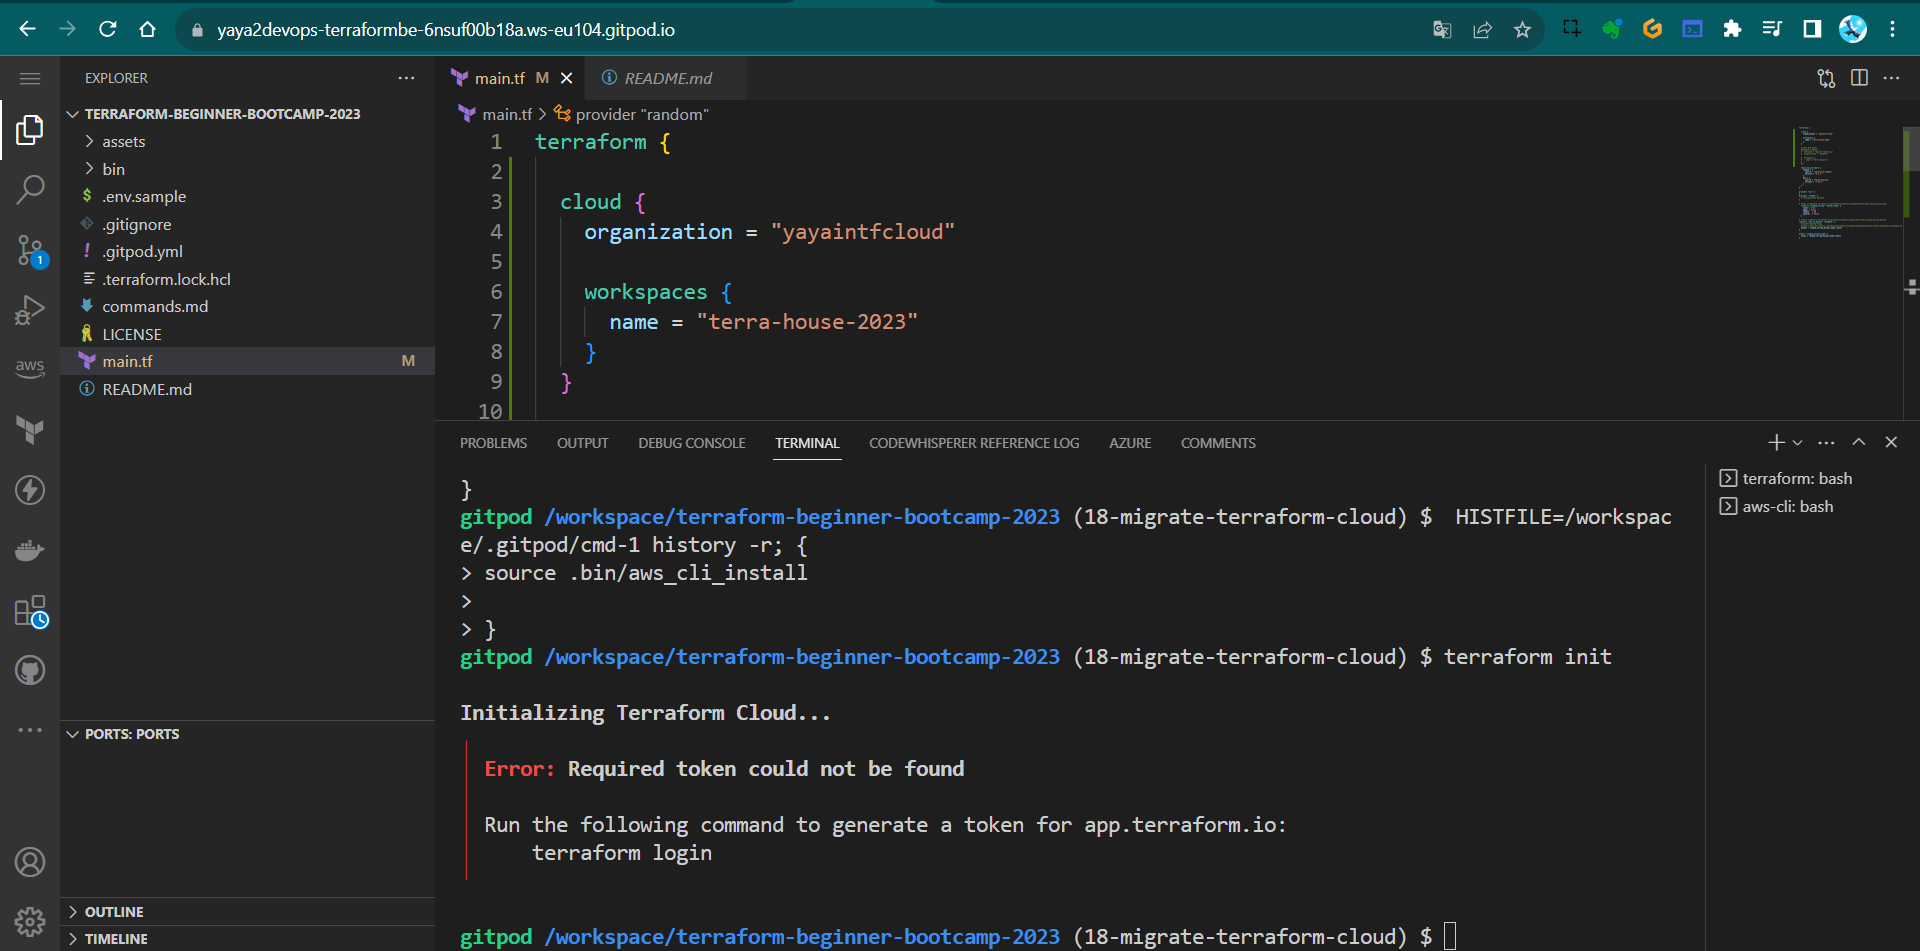 yaya2devops-terraformbe-6nsuf00b18a.ws-eu104.gitpod.io
EXPLORER
TERRAFORM-BEGINNER-BOOTCAMP-2023
assets
bin
$ .env.sample
.gitignore
! .gitpod.yml
.terraform.lock.hcl
commands.md
LICENSE
main.tf M
README.md
PORTS: PORTS
OUTLINE
TIMELINE
aws
1
main.tf M
README.md
main.tf > provider "random"
1 terraform {
2
3 cloud {
4 organization = "yayaintfcloud"
5
6 workspaces {
7 name = "terra-house-2023"
8 }
9 }
10
PROBLEMS OUTPUT DEBUG CONSOLE TERMINAL CODEWHISPERER REFERENCE LOG AZURE COMMENTS
}
gitpod /workspace/terraform-beginner-bootcamp-2023 (18-migrate-terraform-cloud) $  HISTFILE=/workspac
e/.gitpod/cmd-1 history -r; {
> source .bin/aws_cli_install
>
> }
gitpod /workspace/terraform-beginner-bootcamp-2023 (18-migrate-terraform-cloud) $ terraform init
Initializing Terraform Cloud...
Error: Required token could not be found
Run the following command to generate a token for app.terraform.io:
terraform login
gitpod /workspace/terraform-beginner-bootcamp-2023 (18-migrate-terraform-cloud) $
terraform: bash
aws-cli: bash